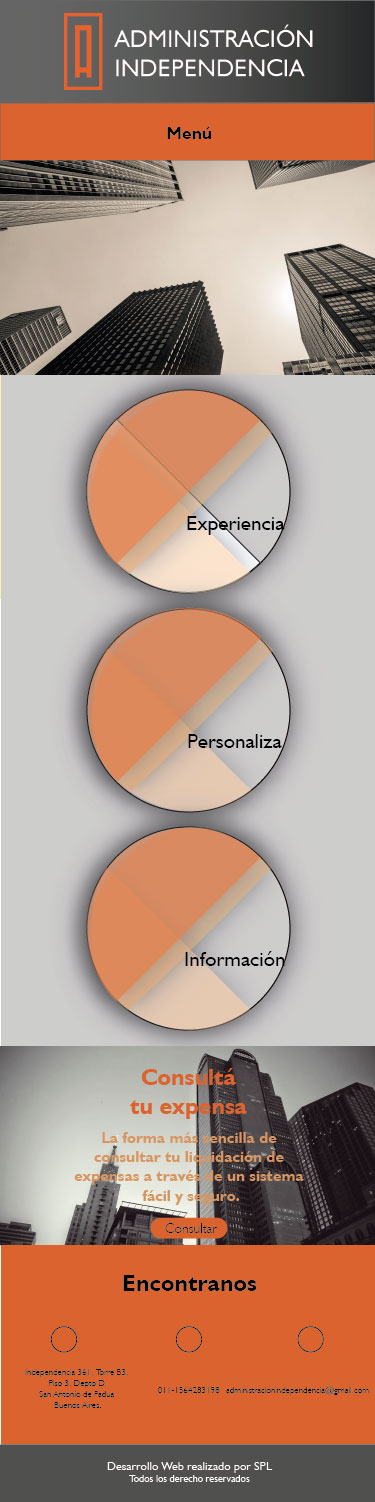 ADMINISTRACIÓN
INDEPENDENCIA
Menú
Experiencia
Personaliza
Información
Consultá
tu expensa
La forma más sencilla de
consultar tu liquidación de
expensas a través de un sistema
fácil y seguro.
Consultar
Encontranos
Independencia 361, Torre B3,
Piso 3, Depto D
San Antonio de Padua
Buenos Aires.
011-1564283198
administracionindependencia@gmail.com
Desarrollo Web realizado por SPL
Todos los derecho reservados